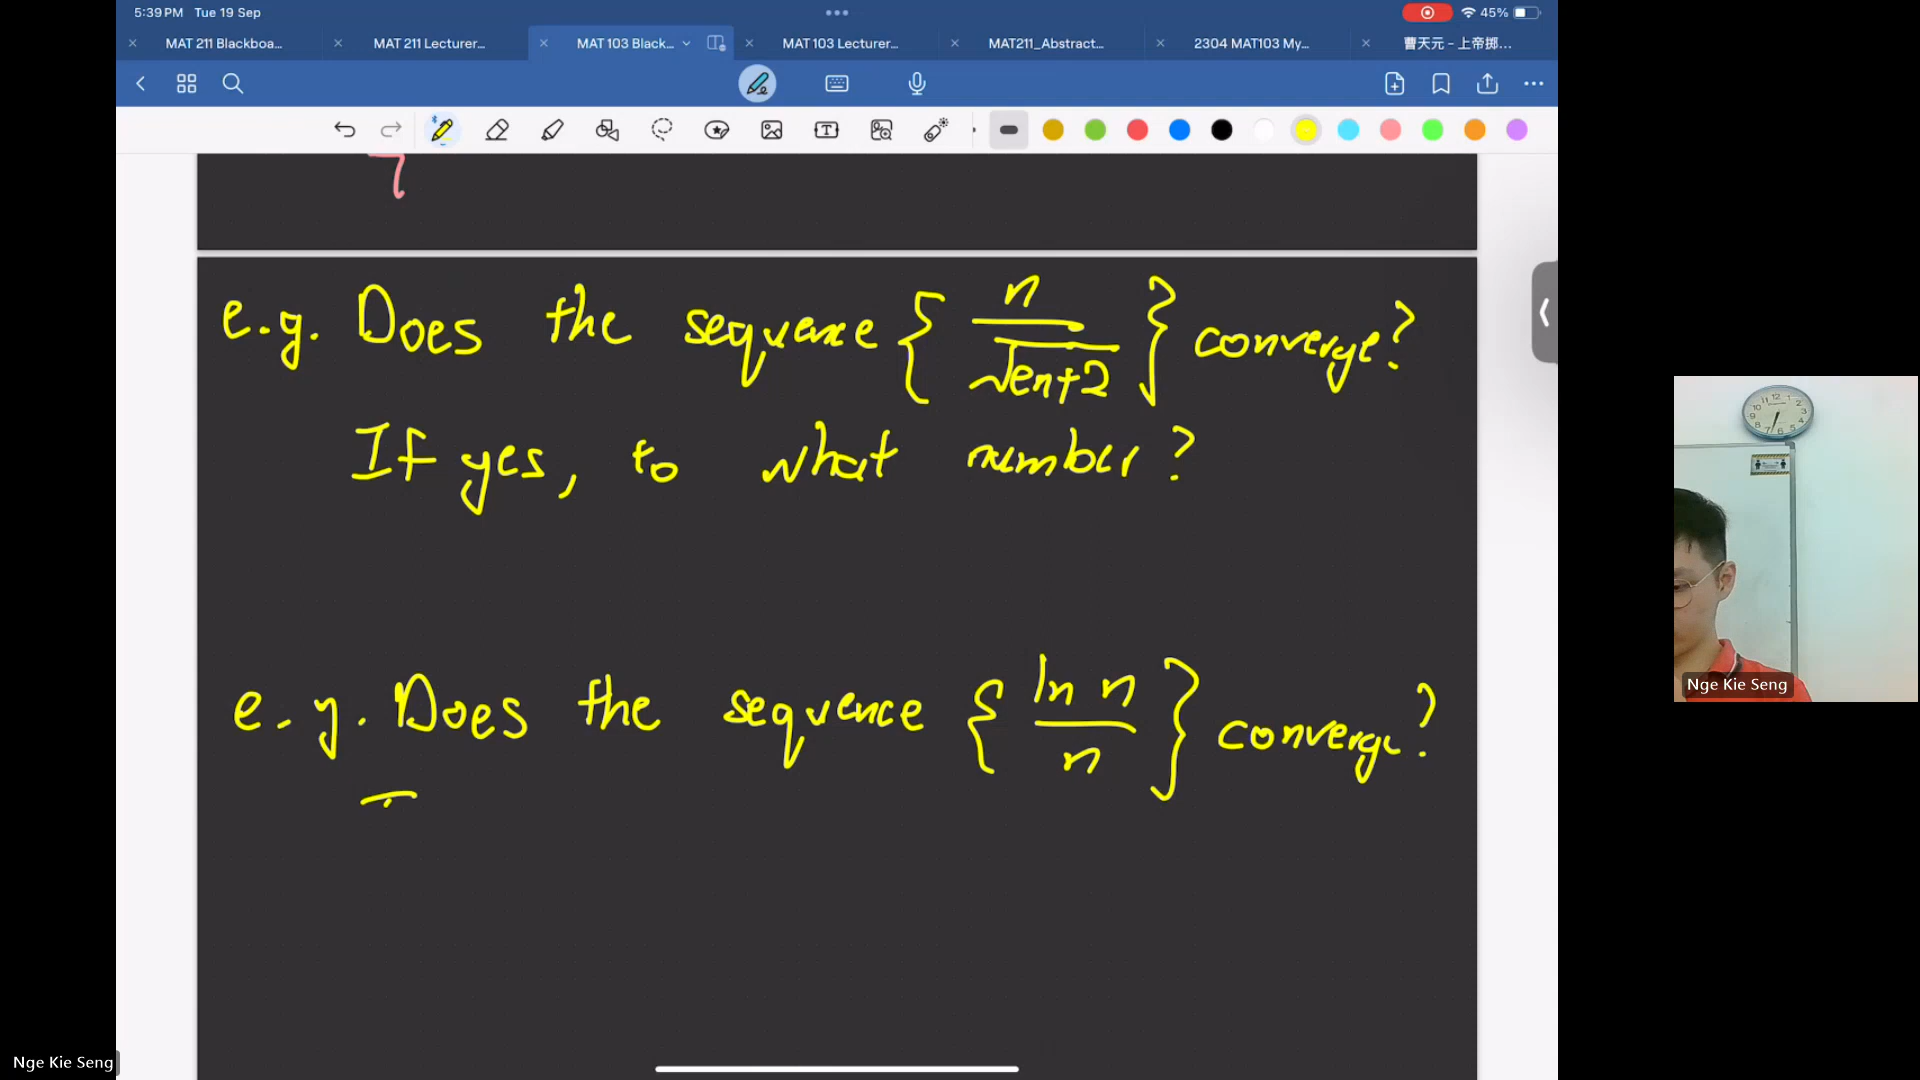 5:39 PM Tue 19 Sep
45%
MAT 211 Blackboa...
MAT 211 Lecturer...
MAT 103 Black...
MAT 103 Lecturer...
MAT211_Abstract...
2304 MAT103 My...
曹天元 - 上帝掷...
e.g. Does the sequence { n / √en+2 } converge?
If yes, to what number?
e.g. Does the sequence { ln n / n } converge?
Nge Kie Seng
Nge Kie Seng